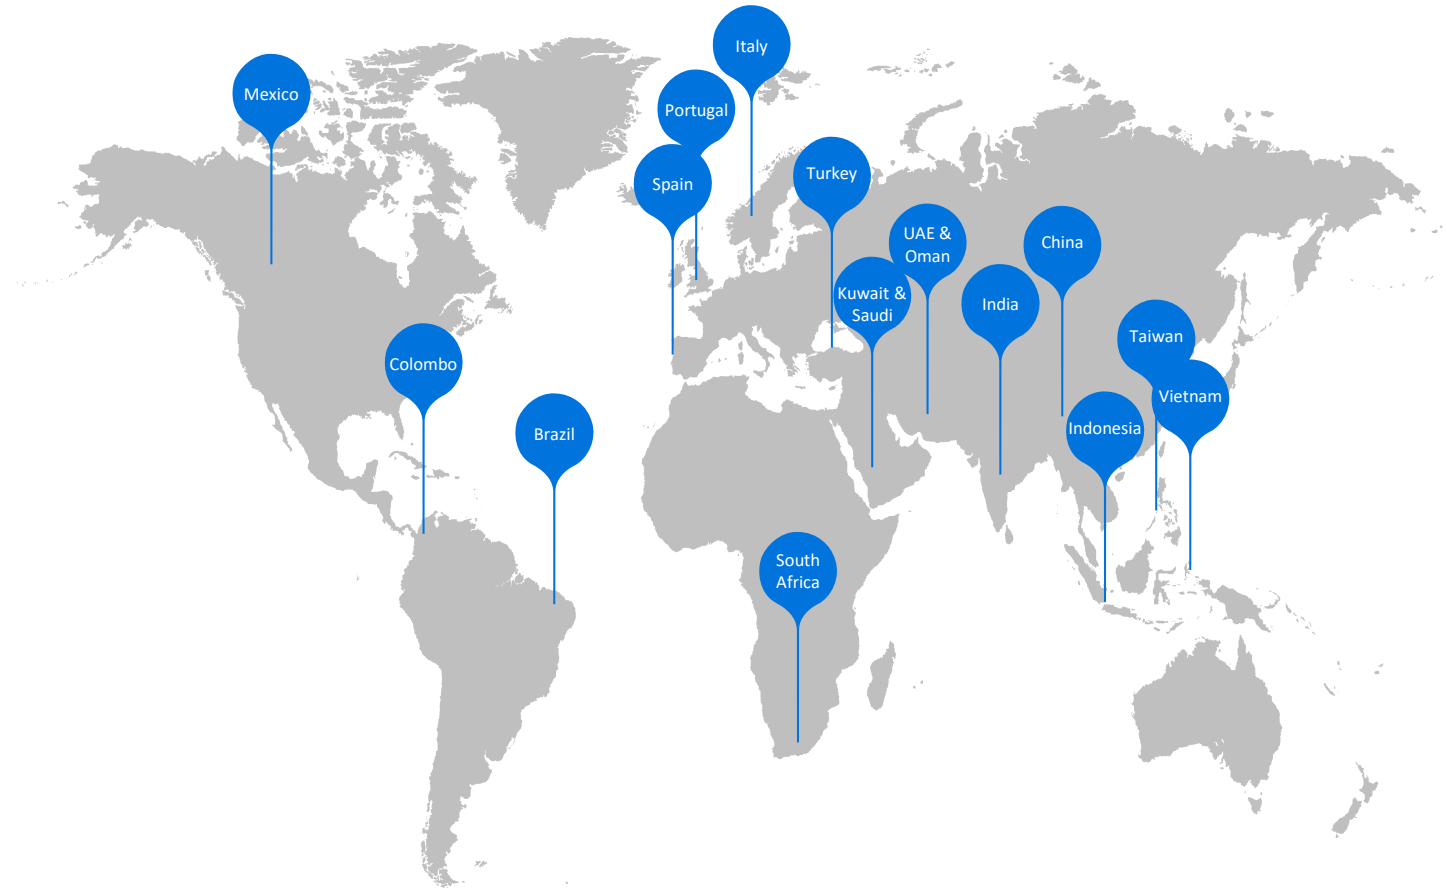 Italy
Mexico
Portugal
Turkey
Spain
UAE &
Oman
China
Kuwait &
Saudi
India
Taiwan
Colombo
Vietnam
Indonesia
Brazil
South
Africa